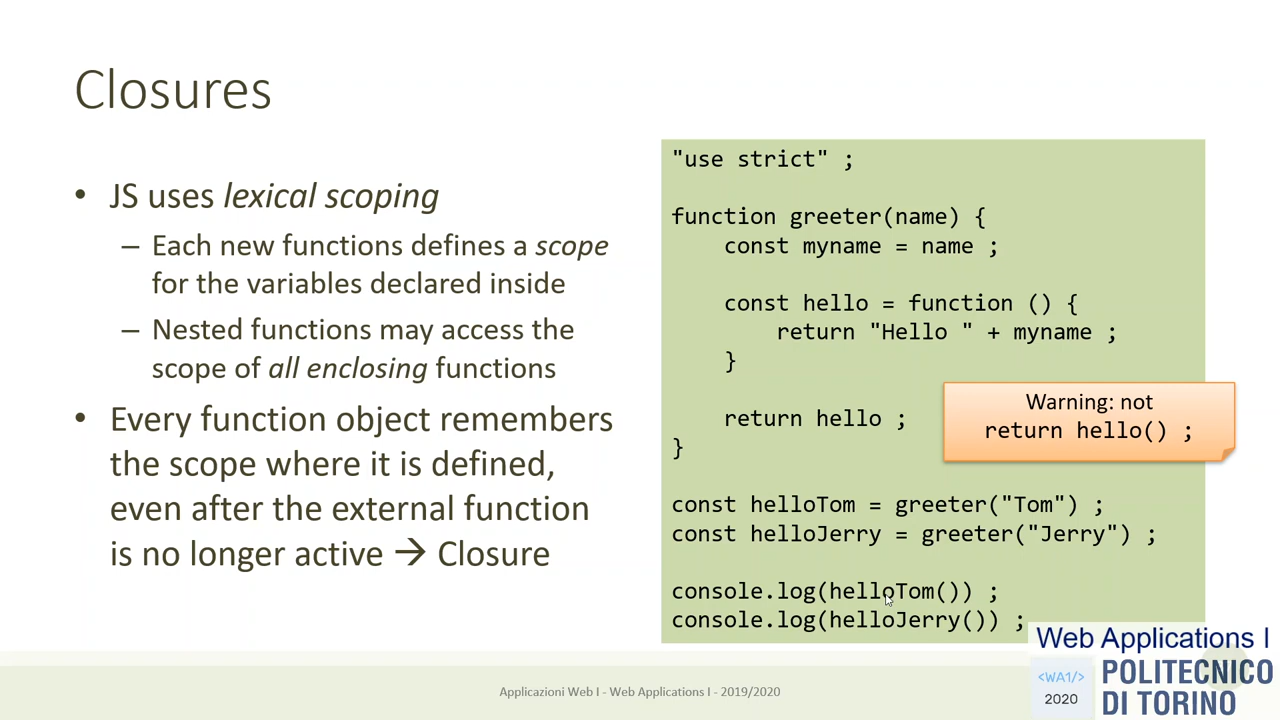 Closures
• JS uses lexical scoping
– Each new functions defines a scope
for the variables declared inside
– Nested functions may access the
scope of all enclosing functions
• Every function object remembers
the scope where it is defined,
even after the external function
is no longer active → Closure
"use strict" ;
function greeter(name) {
const myname = name ;
const hello = function () {
return "Hello " + myname ;
}
return hello ;
}
Warning: not
return hello() ;
const helloTom = greeter("Tom") ;
const helloJerry = greeter("Jerry") ;
console.log(helloTom()) ;
console.log(helloJerry()) ;
Applicazioni Web I - Web Applications I - 2019/2020
Web Applications I
<WA1/>
2020
POLITECNICO
DI TORINO